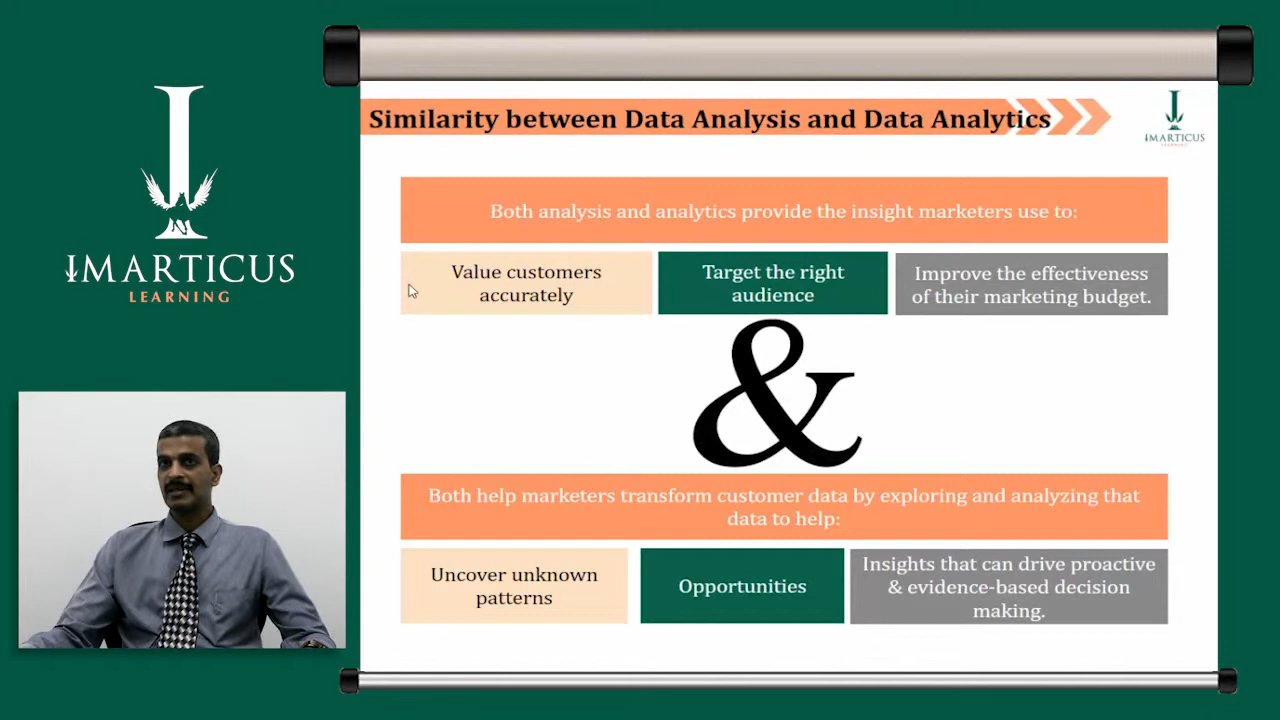 IMARTICUS
LEARNING
Similarity between Data Analysis and Data Analytics
IMARTICUS
LEARNING
Both analysis and analytics provide the insight marketers use to:
Value customers
accurately
Target the right
audience
Improve the effectiveness
of their marketing budget.
&
Both help marketers transform customer data by exploring and analyzing that
data to help:
Uncover unknown
patterns
Opportunities
Insights that can drive proactive
& evidence-based decision
making.